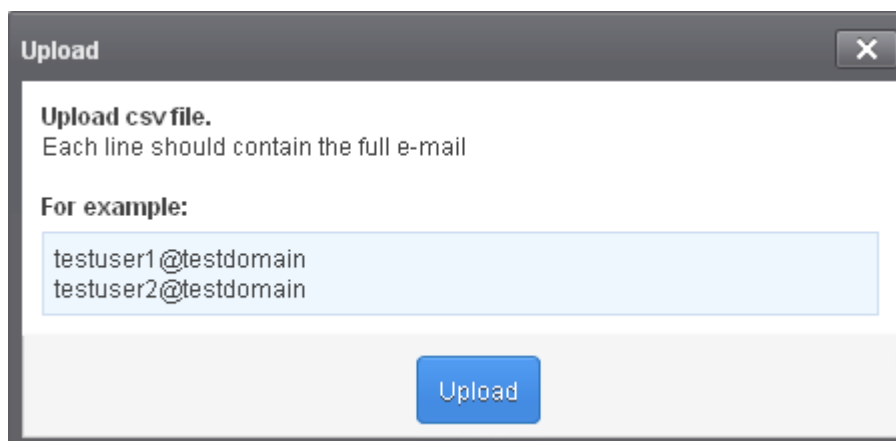 Upload
Upload csv file.
Each line should contain the full e-mail
For example:
testuser1@testdomain
testuser2@testdomain
Upload